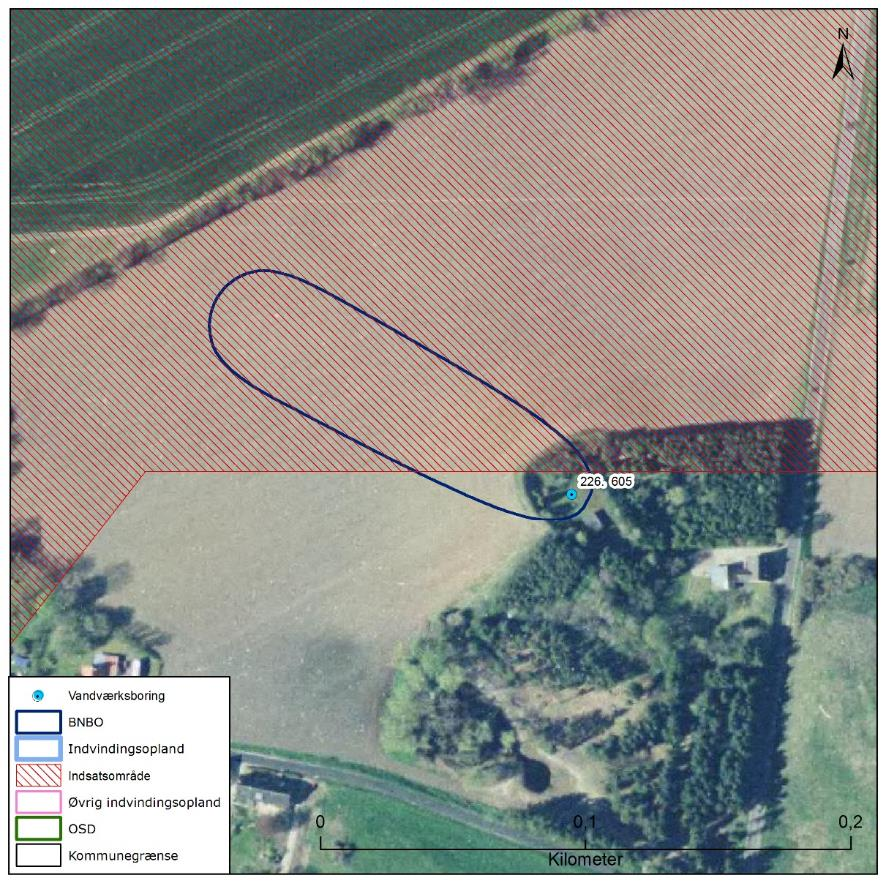 N
226. 605
Vandværksboring
BNBO
Indvindingsopland
Indsatsområde
Øvrig indvindingsopland
OSD
Kommunegrænse
0 0,1 0,2
Kilometer